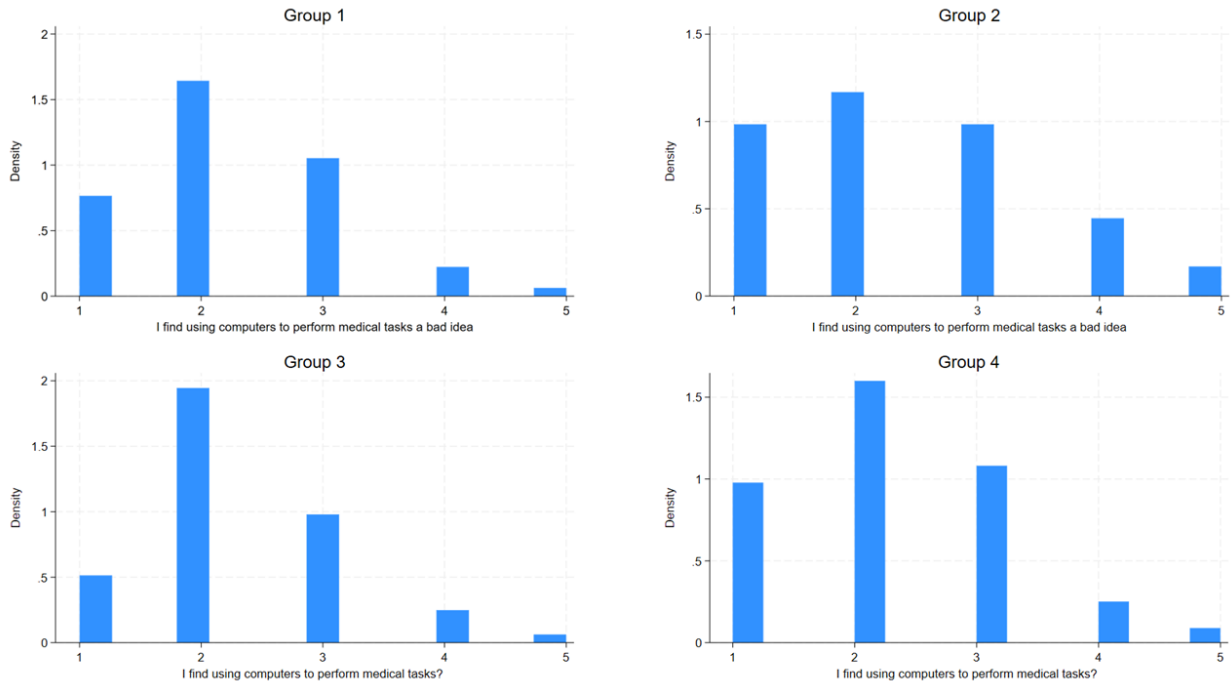 Group 1
2
1.5
1
.5
0
Density
1 2 3 4 5
I find using computers to perform medical tasks a bad idea
Group 2
1.5
1
.5
0
Density
1 2 3 4 5
I find using computers to perform medical tasks a bad idea
Group 3
2
1.5
1
.5
0
Density
1 2 3 4 5
I find using computers to perform medical tasks?
Group 4
1.5
1
.5
0
Density
1 2 3 4 5
I find using computers to perform medical tasks?